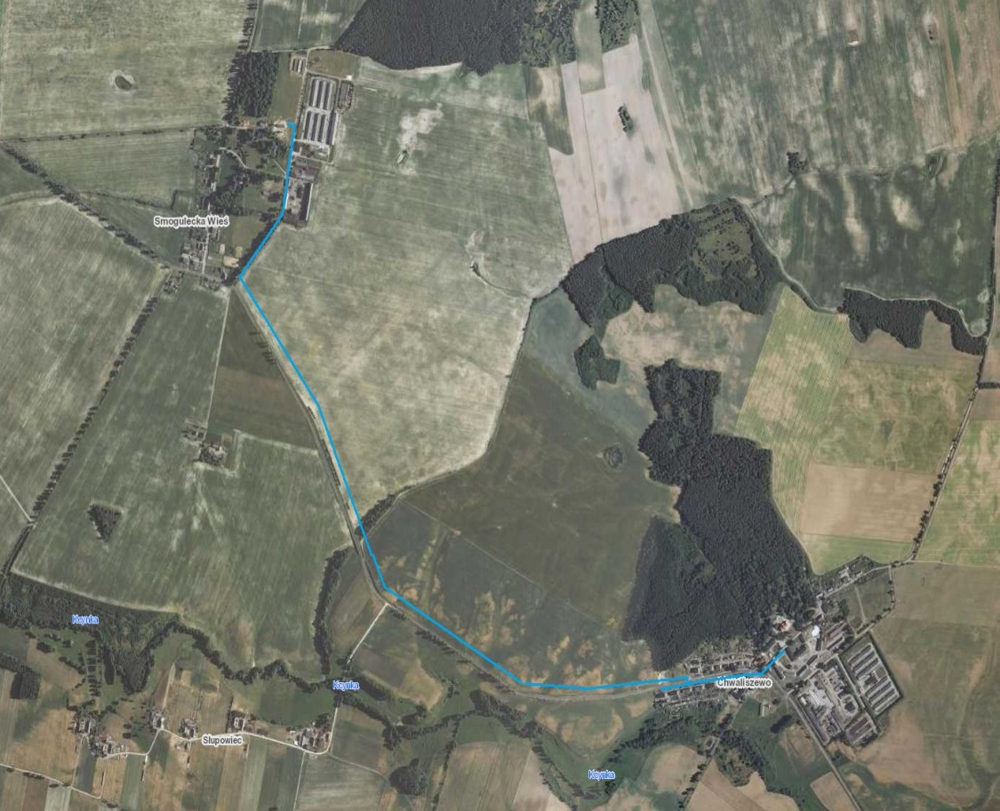 Smogulecka Wieś
Kcynka
Kcynka
Chwaliszewo
Słupowiec
Kcynka